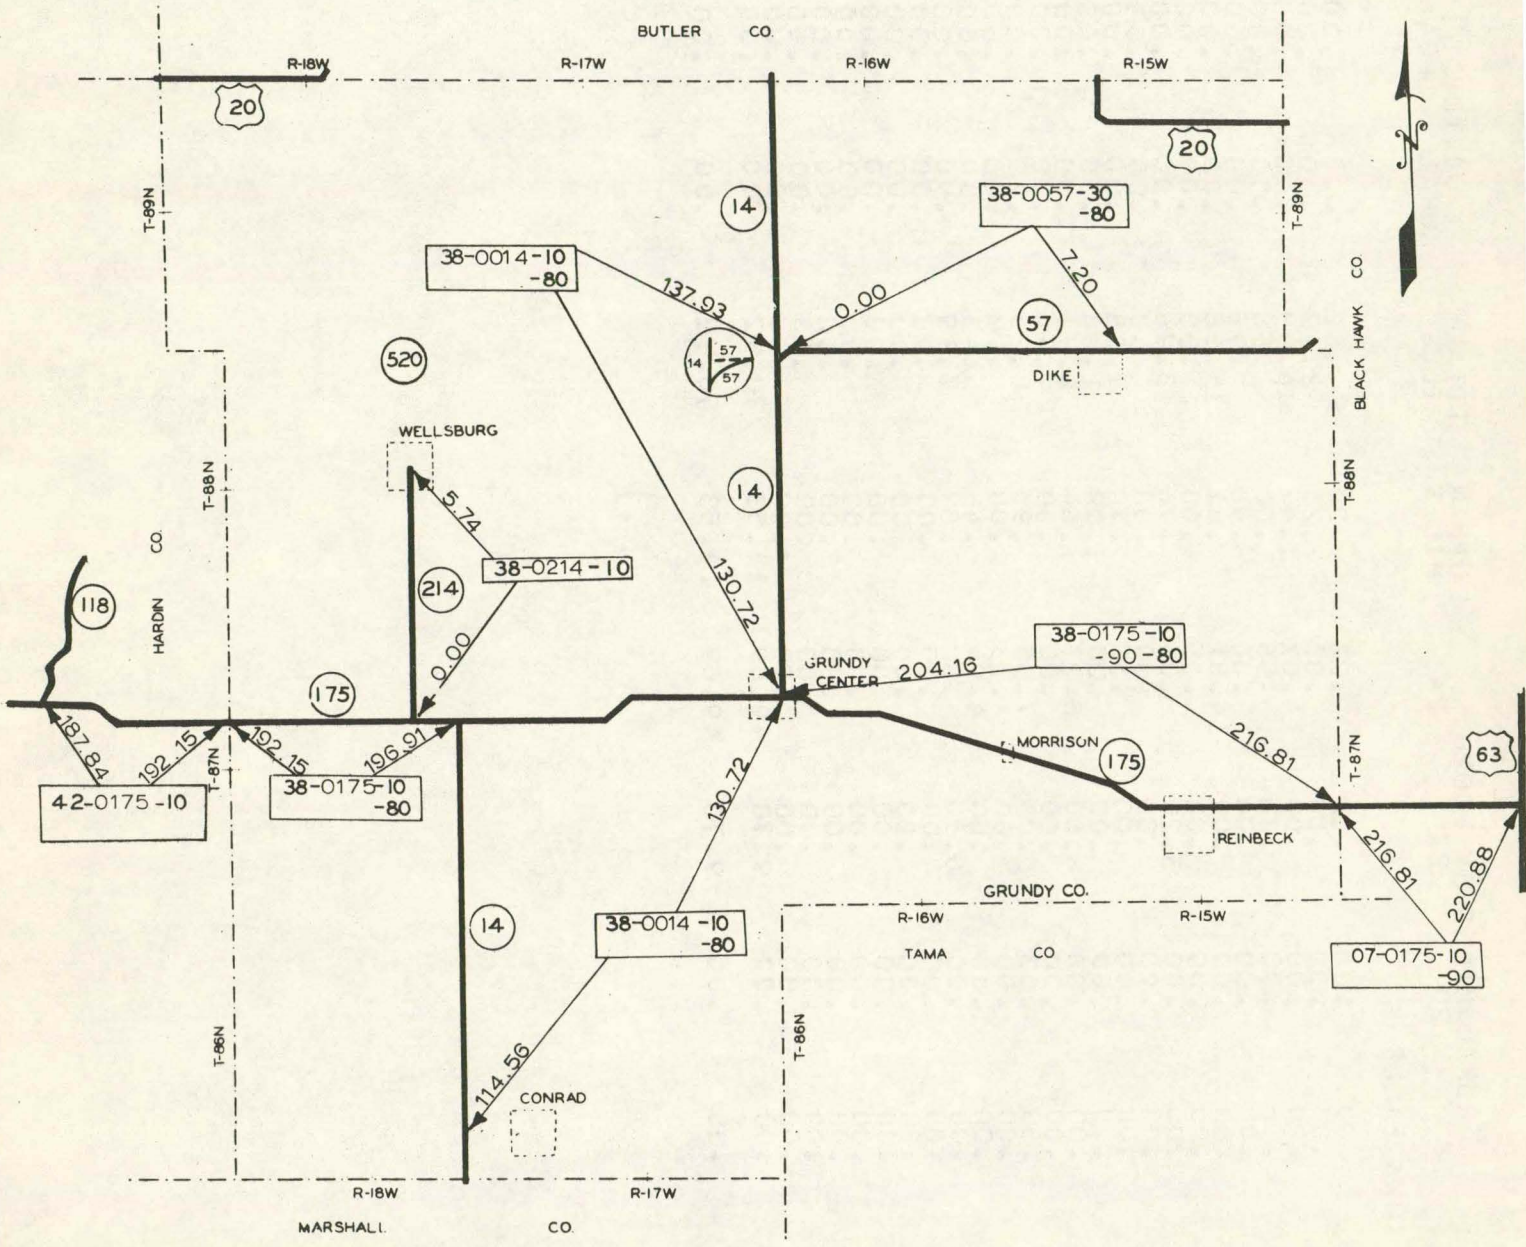 BUTLER CO.
R-18W
R-17W
R-16W
R-15W
20
20
N
T-89N
T-89N
14
38-0057-30
-80
38-0014-10
-80
137.93
0.00
7.20
57
BLACK HAWK CO.
520
14 57
57
DIKE
WELLSBURG
T-88N
14
T-88N
5.74
HARDIN CO.
38-0214-10
214
118
130.72
0.00
38-0175-10
-90-80
GRUNDY
CENTER
204.16
175
187.84
192.15
192.15
196.91
T-87N
42-0175-10
38-0175-10
-80
130.72
MORRISON
175
216.81
T-87N
63
REINBECK
216.81
220.88
GRUNDY CO.
R-16W
R-15W
TAMA CO
14
38-0014-10
-80
07-0175-10
-90
T-86N
T-86N
114.56
CONRAD
R-18W
R-17W
MARSHALL CO.